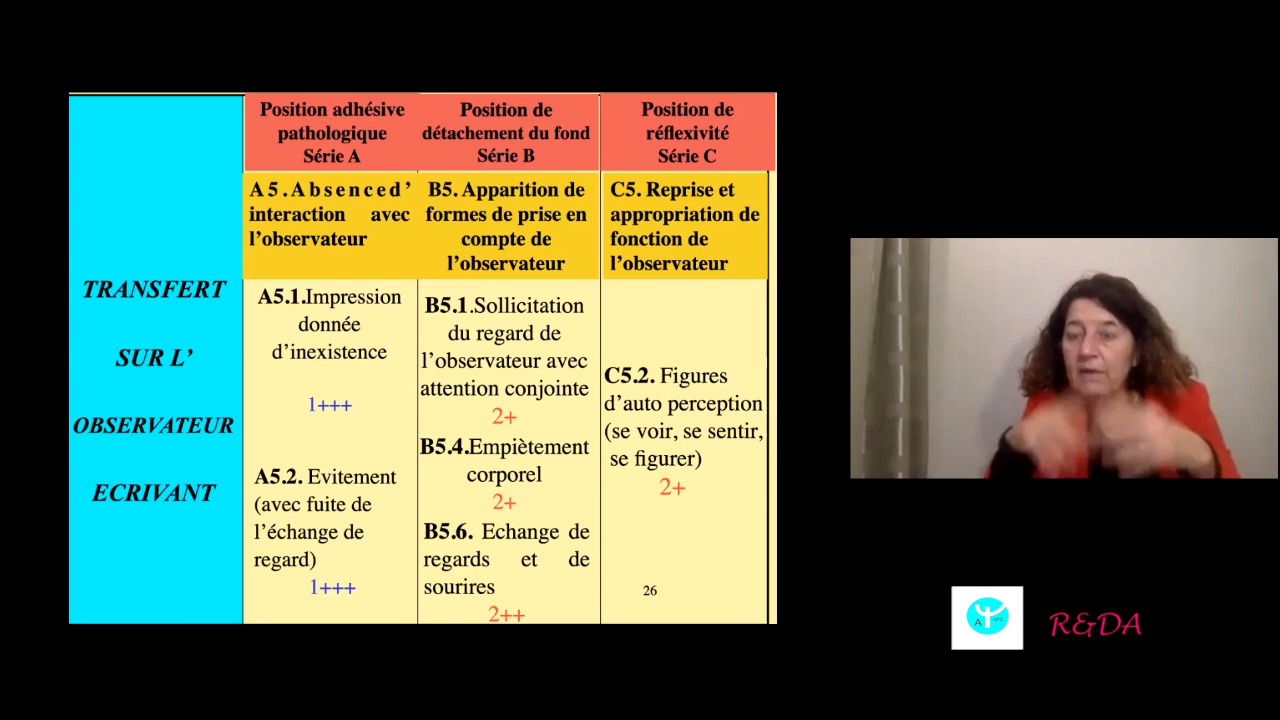 TRANSFERT
SUR L’
OBSERVATEUR
ECRIVANT
Position adhésive
pathologique
Série A
A5.Absenced’
interaction avec
l’observateur
A5.1.Impression
donnée
d’inexistence
1+++
A5.2. Evitement
(avec fuite de
l’échange de
regard)
1+++
Position de
détachement du fond
Série B
B5. Apparition de
formes de prise en
compte de
l’observateur
B5.1.Sollicitation
du regard de
l’observateur avec
attention conjointe
2+
B5.4.Empiètement
corporel
2+
B5.6. Echange de
regards et de
sourires
2++
Position de
réflexivité
Série C
C5. Reprise et
appropriation de
fonction de
l’observateur
C5.2. Figures
d’auto perception
(se voir, se sentir,
se figurer)
2+
26
R&DA